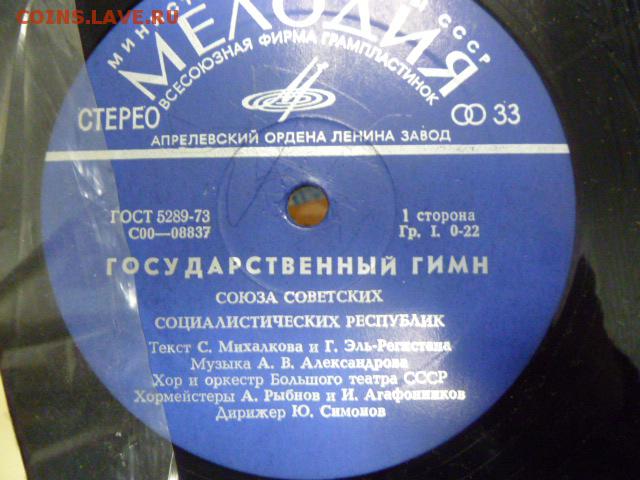 COINS.LAVE.RU
СССР
МЕЛОДИЯ
ВСЕСОЮЗНАЯ ФИРМА ГРАМПЛАСТИНОК
СТЕРЕО
33
АПРЕЛЕВСКИЙ ОРДЕНА ЛЕНИНА ЗАВОД
ГОСТ 5289-73
1 сторона
С00—08837
Гр. I. 0-22
ГОСУДАРСТВЕННЫЙ ГИМН
СОЮЗА СОВЕТСКИХ
СОЦИАЛИСТИЧЕСКИХ РЕСПУБЛИК
Текст С. Михалкова и Г. Эль-Регистана
Музыка А. В. Александрова
Хор и оркестр Большого театра СССР
Хормейстеры А. Рыбнов и И. Агафонников
Дирижер Ю. Симонов